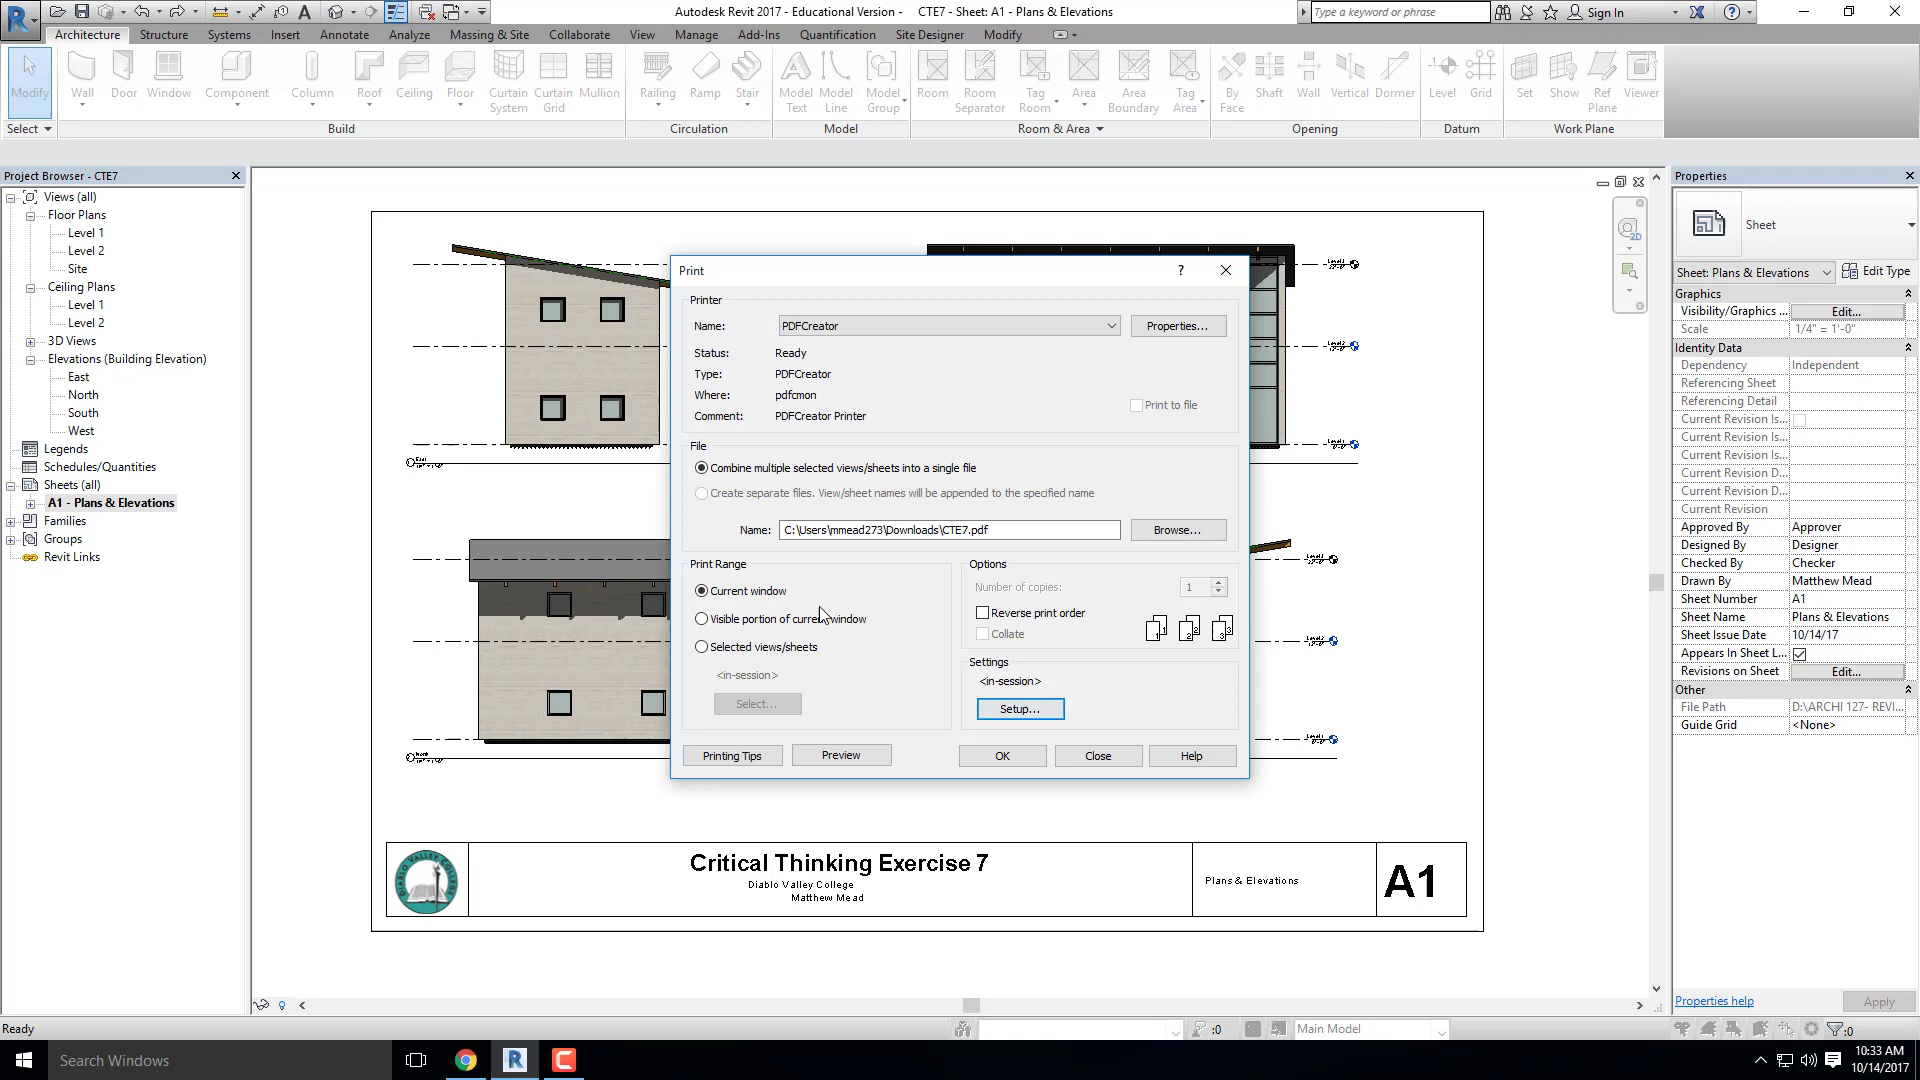 Autodesk Revit 2017 - Educational Version -    CTE7 - Sheet: A1 - Plans & Elevations
Type a keyword or phrase
Sign In
Architecture Structure Systems Insert Annotate Analyze Massing & Site Collaborate View Manage Add-Ins Quantification Site Designer Modify
Modify
Wall
Door
Window
Component
Column
Roof
Ceiling
Floor
Curtain System
Curtain Grid
Mullion
Railing
Ramp
Stair
Model Text
Model Line
Model Group
Room
Room Separator
Tag Room
Area
Area Boundary
Tag Area
By Face
Shaft
Wall
Vertical
Dormer
Level
Grid
Set
Show
Ref Plane
Viewer
Select Build Circulation Model Room & Area Opening Datum Work Plane
Project Browser - CTE7
Views (all)
Floor Plans
Level 1
Level 2
Site
Ceiling Plans
Level 1
Level 2
3D Views
Elevations (Building Elevation)
East
North
South
West
Legends
Schedules/Quantities
Sheets (all)
A1 - Plans & Elevations
Families
Groups
Revit Links
Print
Printer
Name: PDFCreator Properties...
Status: Ready
Type: PDFCreator
Where: pdfcmon
Comment: PDFCreator Printer
Print to file
File
Combine multiple selected views/sheets into a single file
Create separate files. View/sheet names will be appended to the specified name
Name: C:\Users\mmead273\Downloads\CTE7.pdf Browse...
Print Range
Current window
Visible portion of current window
Selected views/sheets
<in-session>
Select...
Options
Number of copies: 1
Reverse print order
Collate
1 1 2 2 3 3
Settings
<in-session>
Setup...
Printing Tips Preview OK Close Help
Critical Thinking Exercise 7
Diablo Valley College
Matthew Mead
Plans & Elevations
A1
DIABLO VALLEY COLLEGE
2D
Properties
Sheet
Sheet: Plans & Elevations Edit Type
Graphics
Visibility/Graphics ... Edit...
Scale 1/4" = 1'-0"
Identity Data
Dependency Independent
Referencing Sheet
Referencing Detail
Current Revision Is...
Current Revision Is...
Current Revision Is...
Current Revision D...
Current Revision D...
Current Revision
Approved By Approver
Designed By Designer
Checked By Checker
Drawn By Matthew Mead
Sheet Number A1
Sheet Name Plans & Elevations
Sheet Issue Date 10/14/17
Appears In Sheet L...
Revisions on Sheet Edit...
Other
File Path D:\ARCHI 127- REVI...
Guide Grid <None>
Properties help Apply
Ready
:0
Main Model
:0
Search Windows
10:33 AM
10/14/2017